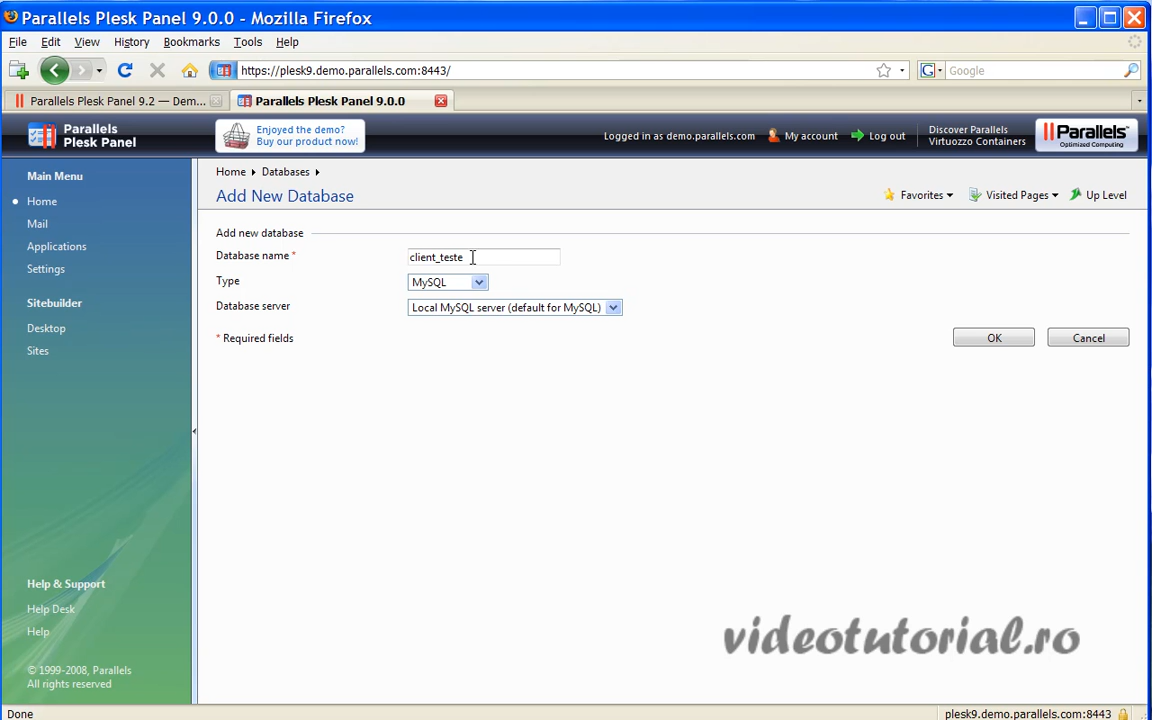 Parallels Plesk Panel 9.0.0 - Mozilla Firefox
File Edit View History Bookmarks Tools Help
https://plesk9.demo.parallels.com:8443/
Google
Parallels Plesk Panel 9.2 — Dem...
Parallels Plesk Panel 9.0.0
Parallels
Plesk Panel
Enjoyed the demo?
Buy our product now!
Logged in as demo.parallels.com
My account
Log out
Discover Parallels
Virtuozzo Containers
Parallels™
Optimized Computing
Main Menu
Home
Mail
Applications
Settings
Sitebuilder
Desktop
Sites
Help & Support
Help Desk
Help
© 1999-2008, Parallels
All rights reserved
Home Databases
Add New Database
Favorites Visited Pages Up Level
Add new database
Database name * client_teste
Type MySQL
Database server Local MySQL server (default for MySQL)
* Required fields
OK Cancel
videotutorial.ro
Done
plesk9.demo.parallels.com:8443